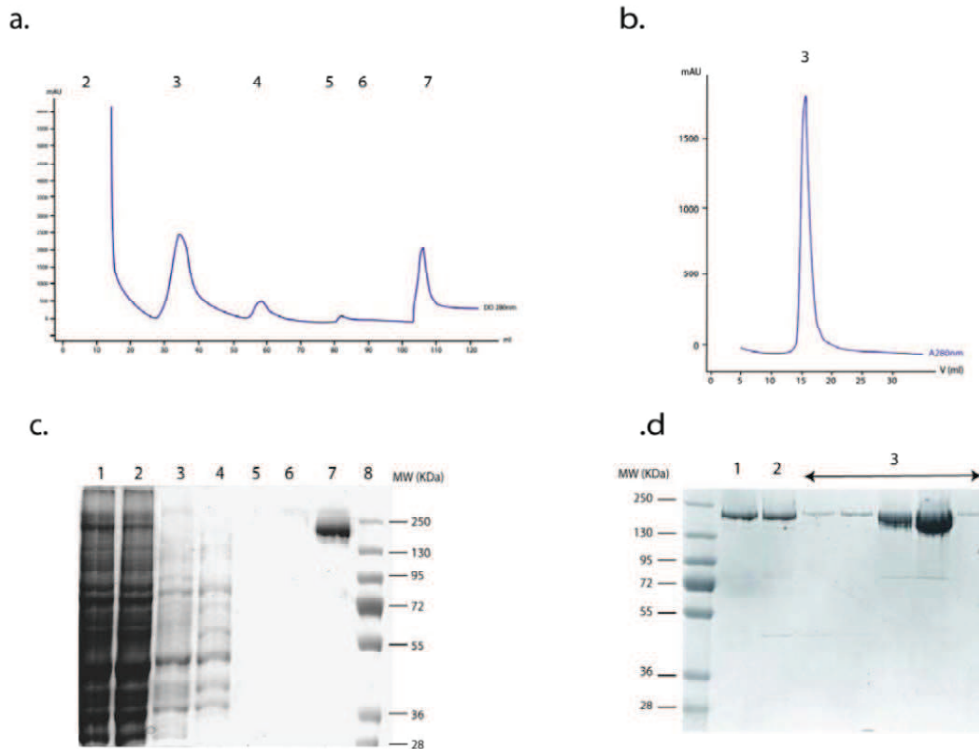 a.
2 3 4 5 6 7
mAU
OD 280nm
ml
0 10 20 30 40 50 60 70 80 90 100 110 120
b.
3
mAU
1500
1000
500
0
A280nm
V (ml)
0 5 10 15 20 25 30
c.
1 2 3 4 5 6 7 8
MW (KDa)
250
130
95
72
55
36
28
.d
MW (KDa)
1 2 3
250
130
95
72
55
36
28